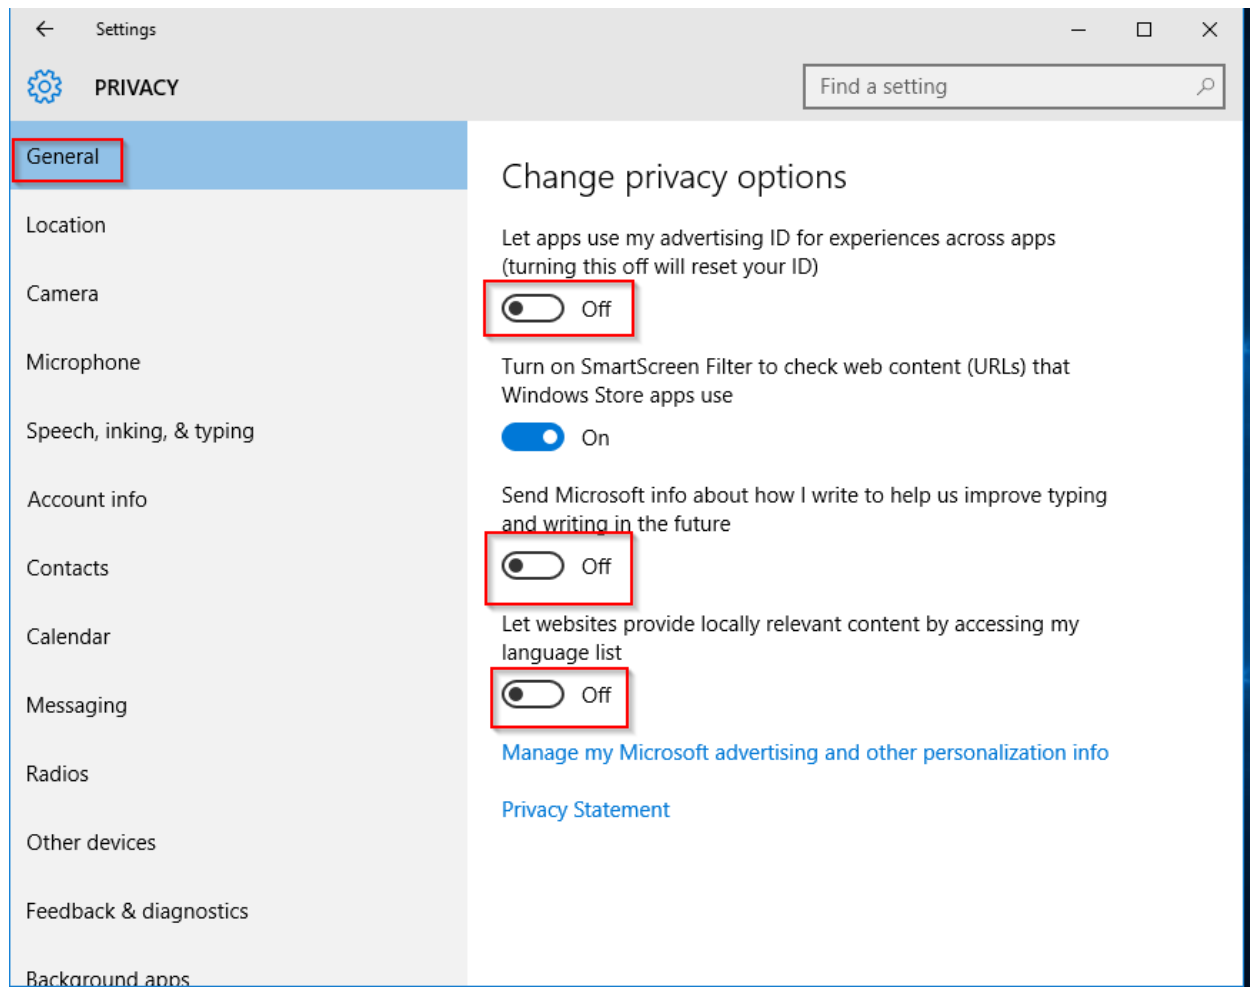 Settings
PRIVACY
Find a setting
General
Location
Camera
Microphone
Speech, inking, & typing
Account info
Contacts
Calendar
Messaging
Radios
Other devices
Feedback & diagnostics
Background apps
Change privacy options
Let apps use my advertising ID for experiences across apps
(turning this off will reset your ID)
Off
Turn on SmartScreen Filter to check web content (URLs) that
Windows Store apps use
On
Send Microsoft info about how I write to help us improve typing
and writing in the future
Off
Let websites provide locally relevant content by accessing my
language list
Off
Manage my Microsoft advertising and other personalization info
Privacy Statement